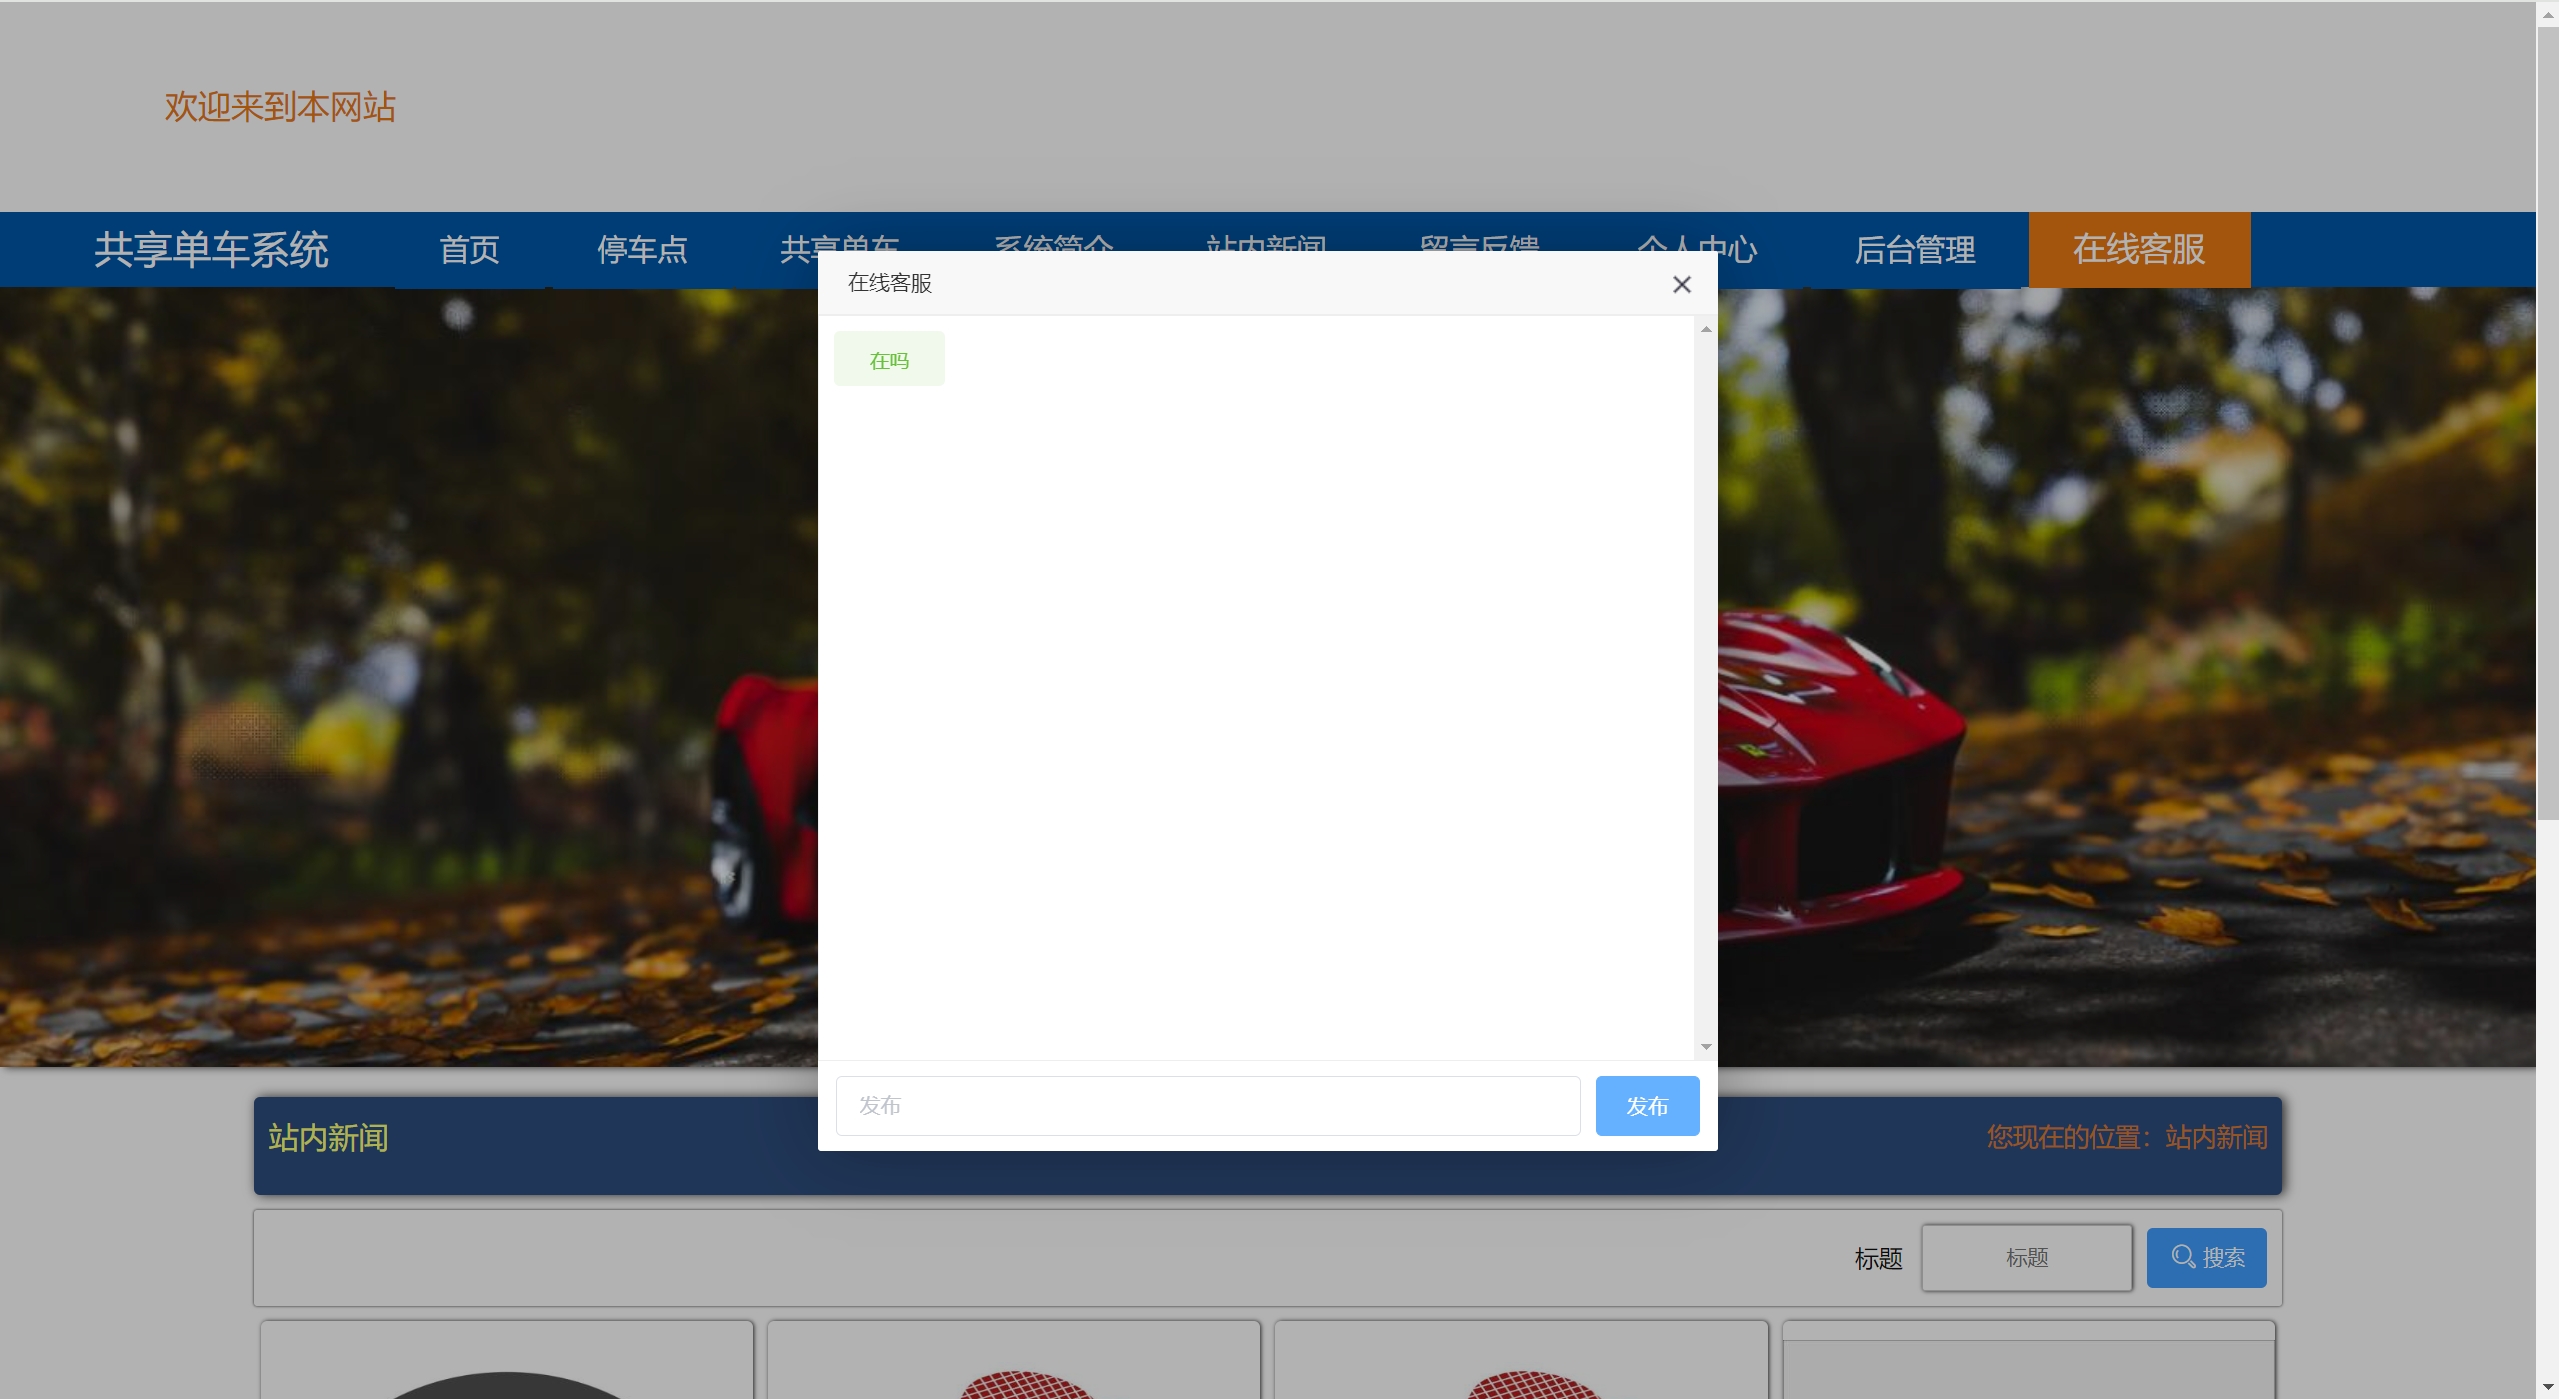 欢迎来到本网站
共享单车系统 首页 停车点 共享单车 系统简介 站内新闻 留言反馈 个人中心 后台管理 在线客服
在线客服
在吗
发布 发布
站内新闻 您现在的位置：站内新闻
标题 标题 搜索